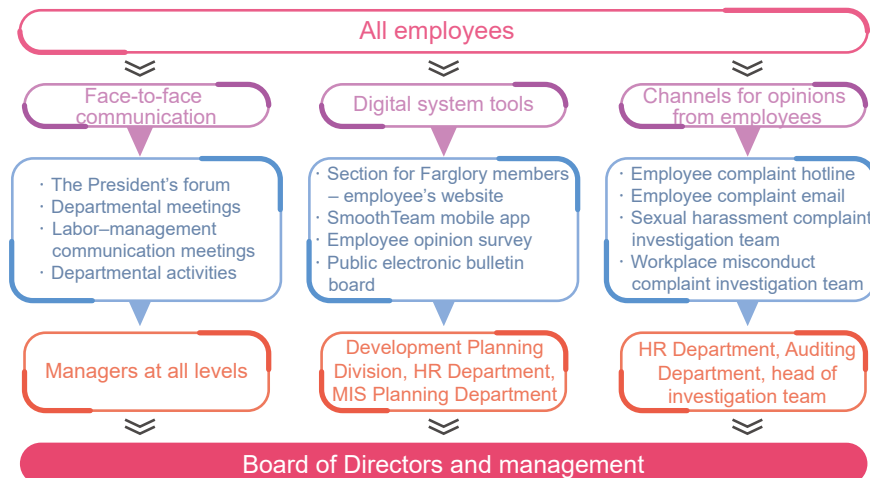 All employees
Face-to-face
communication
Digital system tools
Channels for opinions
from employees
· The President’s forum
· Departmental meetings
· Labor–management
communication meetings
· Departmental activities
· Section for Farglory members
– employee’s website
· SmoothTeam mobile app
· Employee opinion survey
· Public electronic bulletin
board
· Employee complaint hotline
· Employee complaint email
· Sexual harassment complaint
investigation team
· Workplace misconduct
complaint investigation team
Managers at all levels
Development Planning
Division, HR Department,
MIS Planning Department
HR Department, Auditing
Department, head of
investigation team
Board of Directors and management